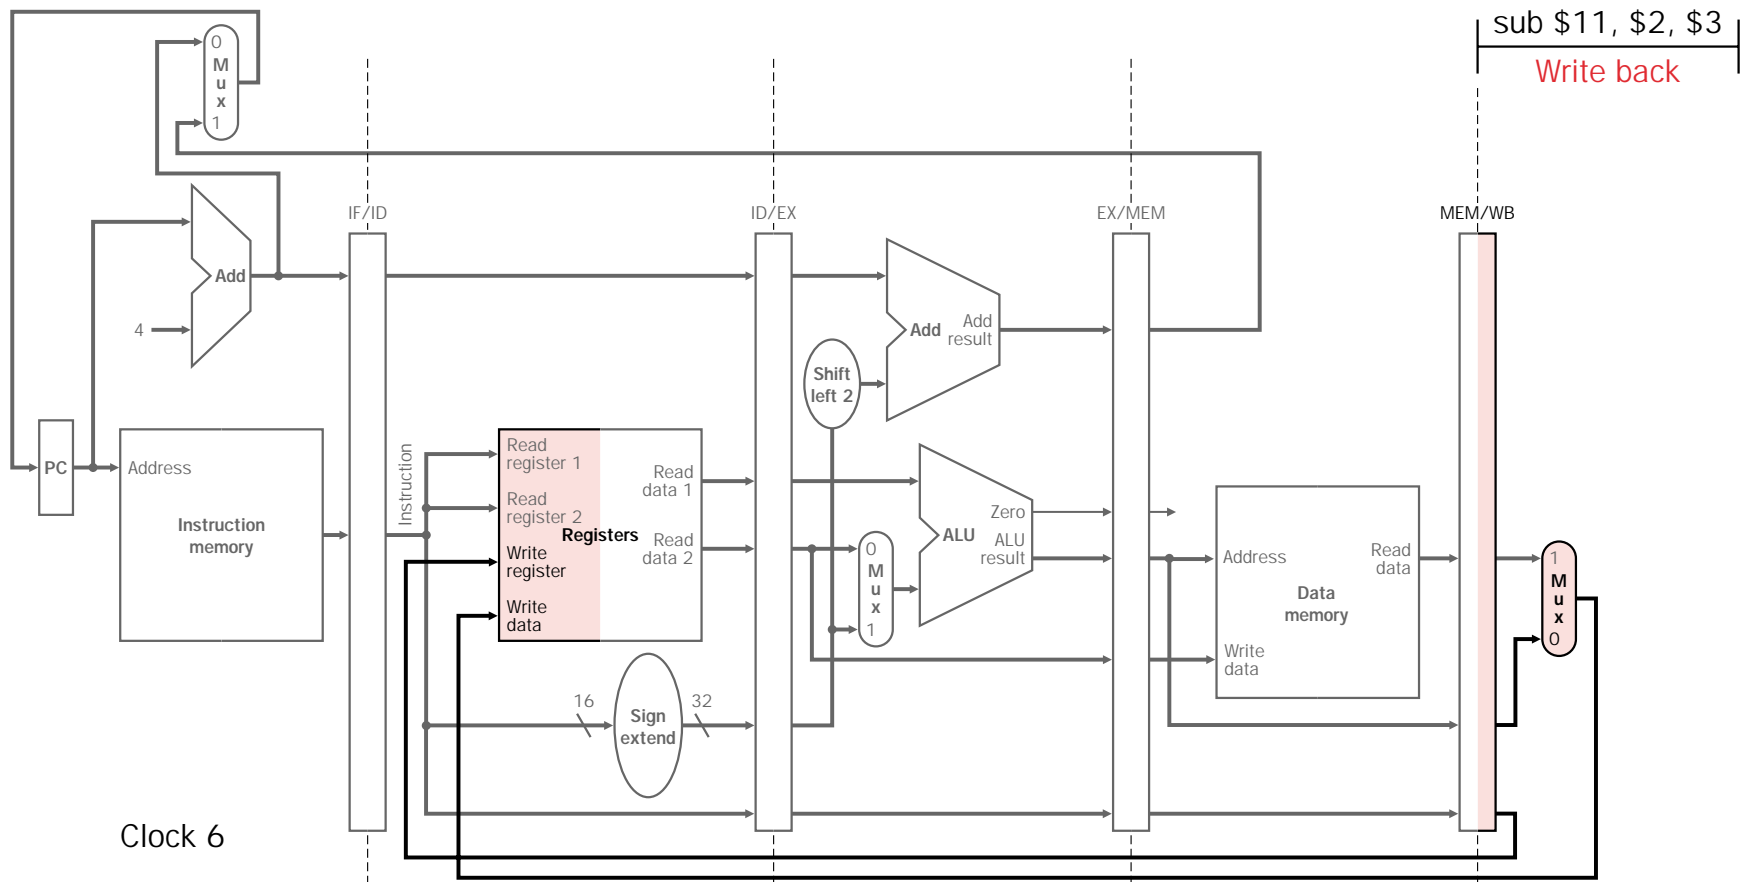 sub $11, $2, $3
Write back
0
M
u
x
1
IF/ID
ID/EX
EX/MEM
MEM/WB
Add
4
Add
Add
result
Shift
left 2
PC
Address
Instruction
memory
Instruction
Read
register 1
Read
register 2
Write
register
Write
data
Registers
Read
data 1
Read
data 2
0
M
u
x
1
Zero
ALU
ALU
result
Address
Write
data
Data
memory
Read
data
1
M
u
x
0
16
Sign
extend
32
Clock 6